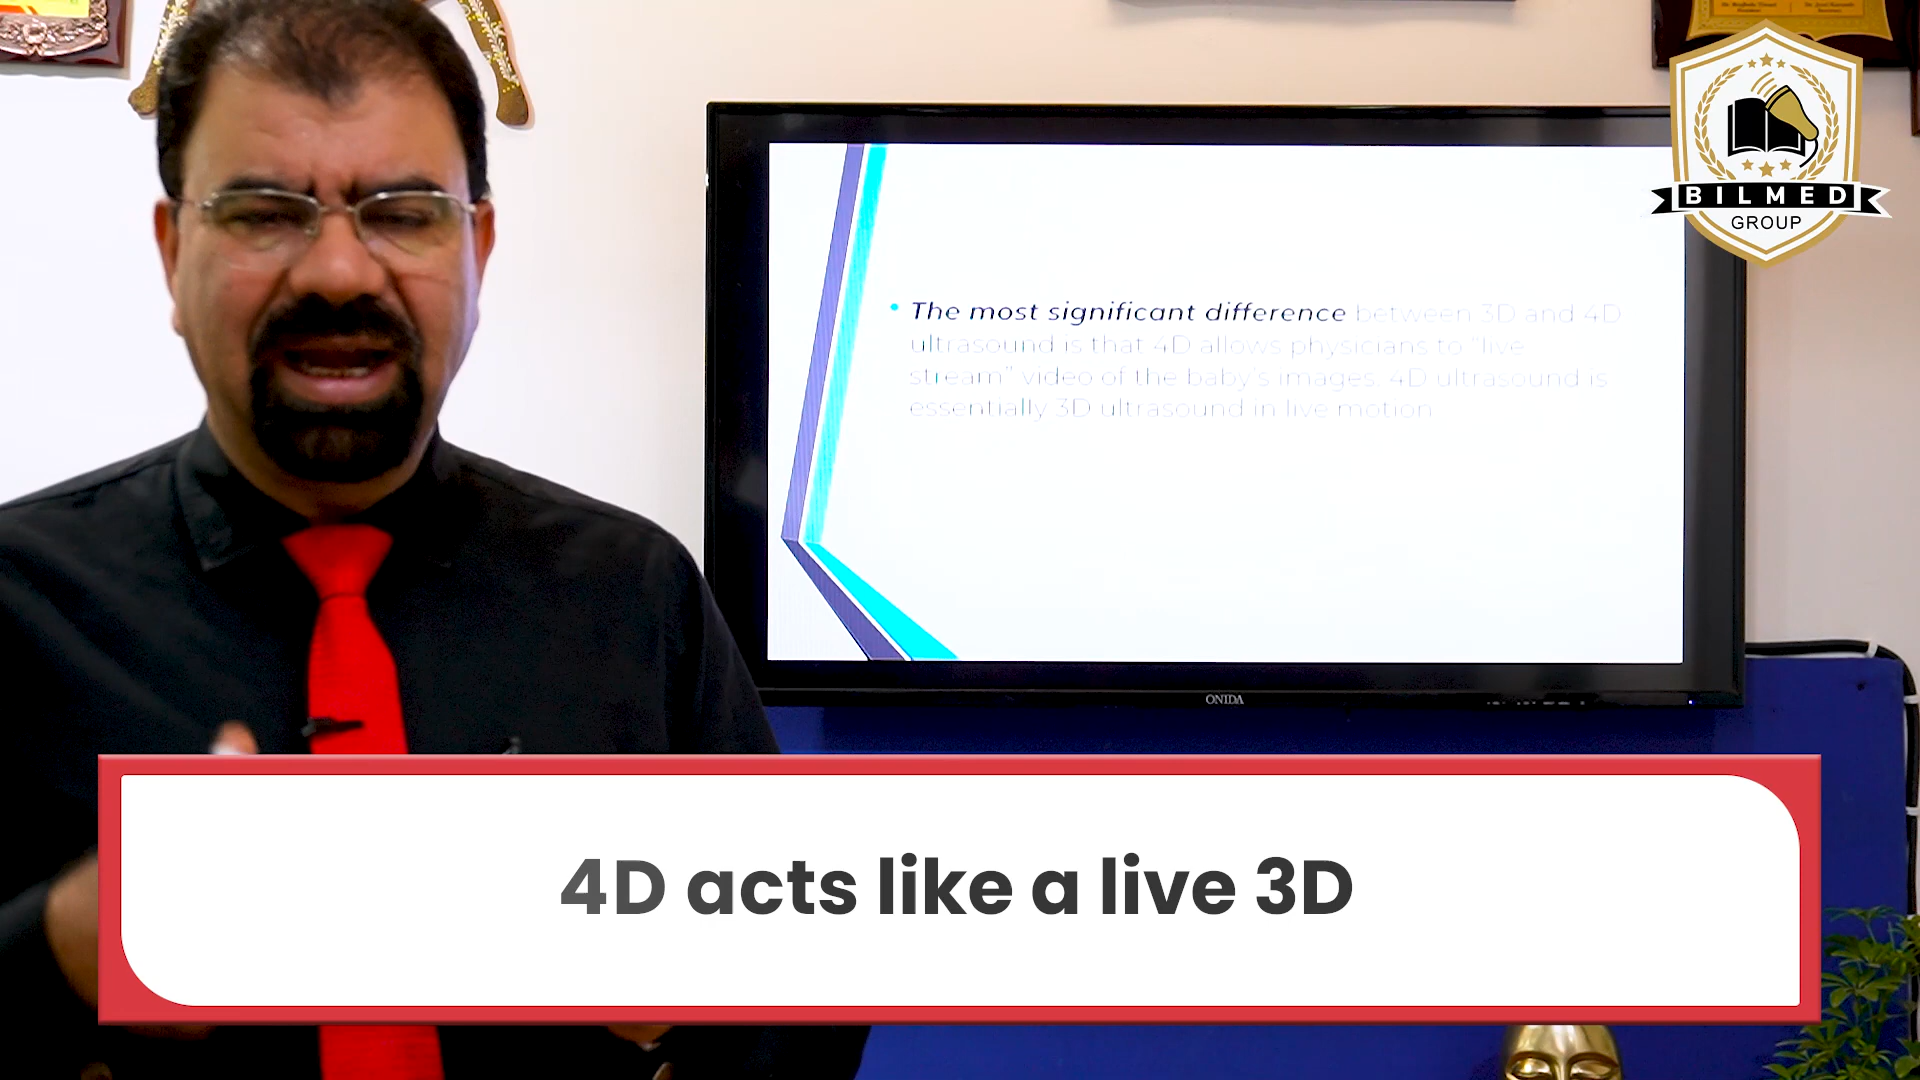 BILMED
GROUP
The most significant difference between 3D and 4D
ultrasound is that 4D allows physicians to “live
stream” video of the baby's images. 4D ultrasound is
essentially 3D ultrasound in live motion
ONIDA
4D acts like a live 3D